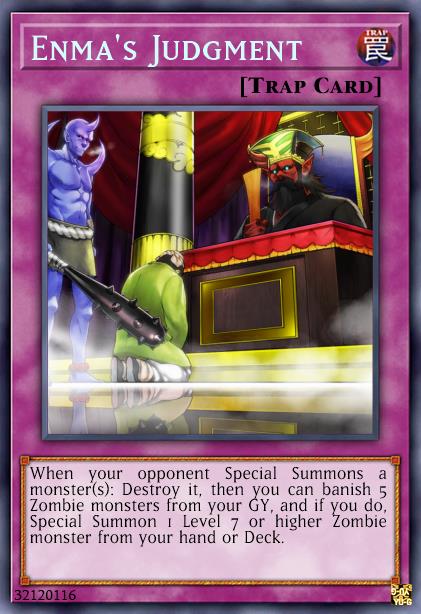 Enma's Judgment
TRAP
罠
[Trap Card]
When your opponent Special Summons a
monster(s): Destroy it, then you can banish 5
Zombie monsters from your GY, and if you do,
Special Summon 1 Level 7 or higher Zombie
monster from your hand or Deck.
32120116